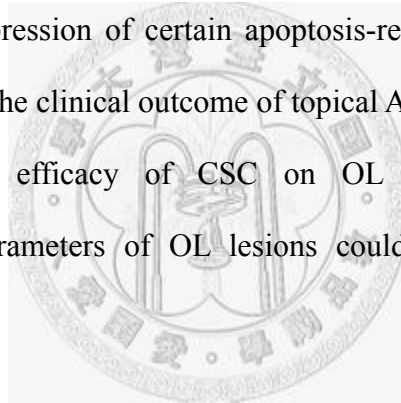 pression of certain apoptosis-re
he clinical outcome of topical A
efficacy of CSC on OL
rameters of OL lesions could